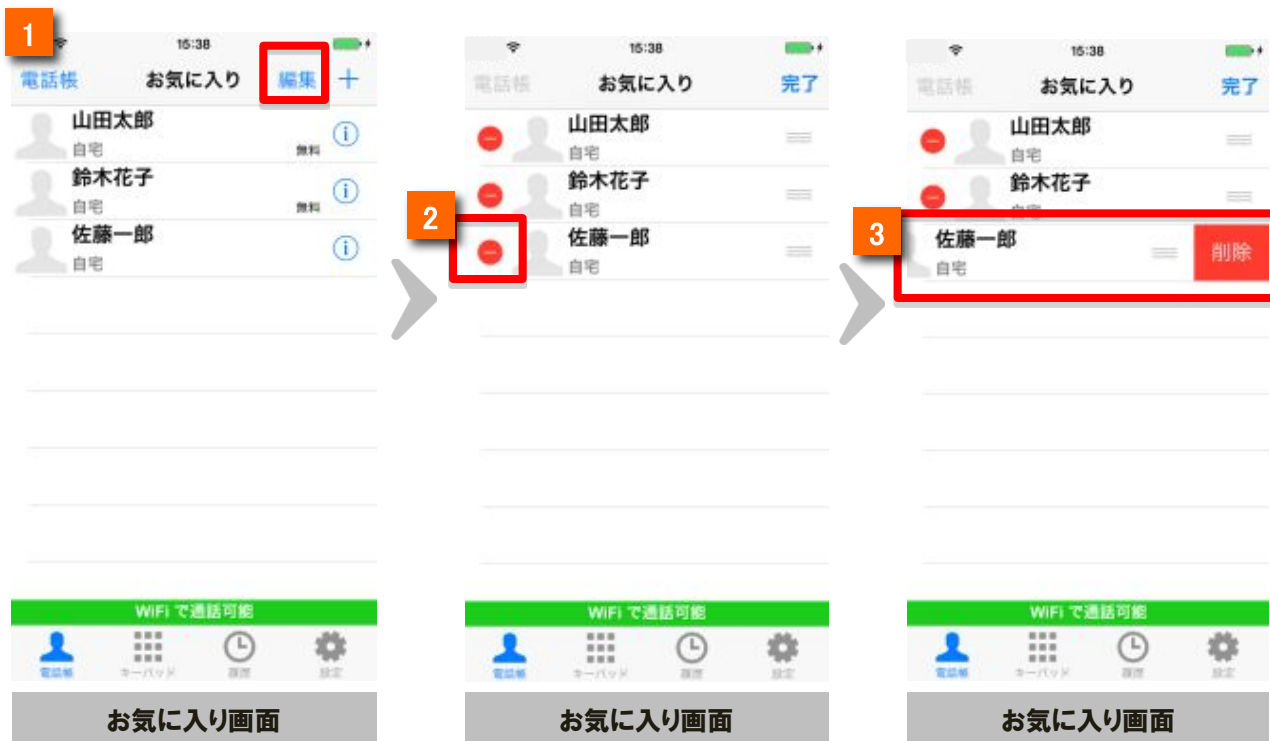 1
15:38
電話帳 お気に入り 編集 +
山田太郎
自宅 無料
鈴木花子
自宅 無料
佐藤一郎
自宅
WiFi で通話可能
電話帳 キーパッド 履歴 設定
お気に入り画面
15:38
電話帳 お気に入り 完了
山田太郎
自宅
鈴木花子
自宅
2
佐藤一郎
自宅
WiFi で通話可能
電話帳 キーパッド 履歴 設定
お気に入り画面
15:38
電話帳 お気に入り 完了
山田太郎
自宅
鈴木花子
自宅
3
佐藤一郎 削除
自宅
WiFi で通話可能
電話帳 キーパッド 履歴 設定
お気に入り画面